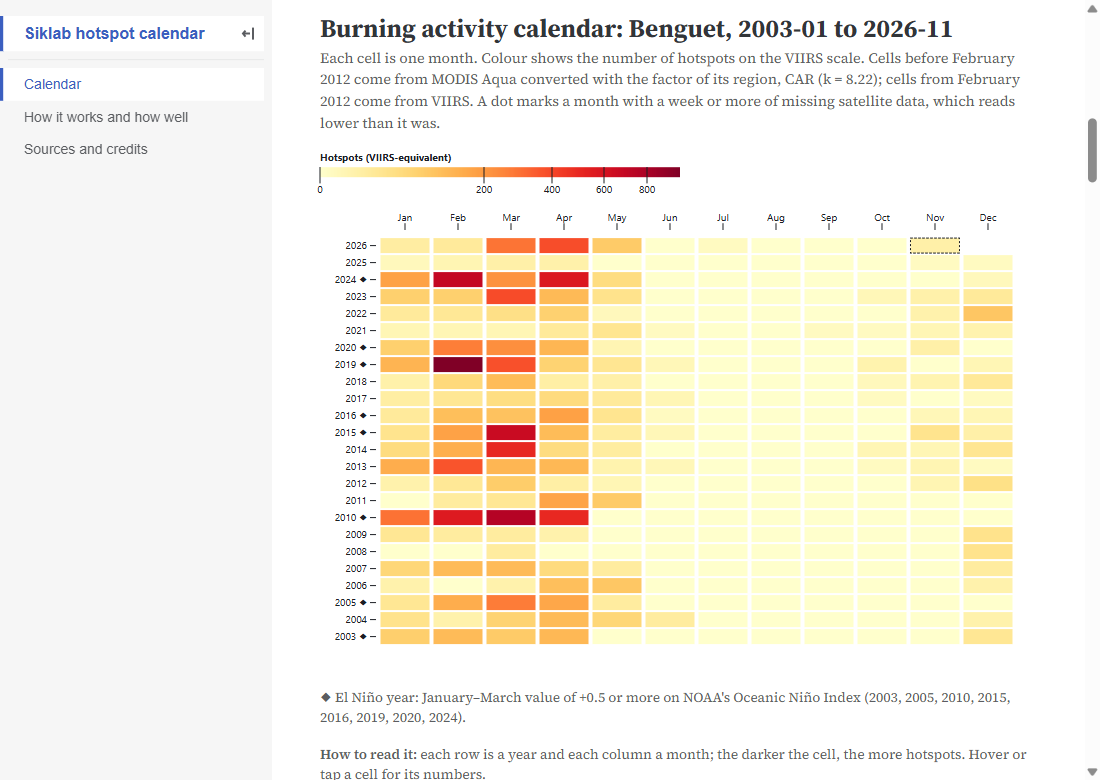 Siklab hotspot calendar
Calendar
How it works and how well
Sources and credits
Burning activity calendar: Benguet, 2003-01 to 2026-11
Each cell is one month. Colour shows the number of hotspots on the VIIRS scale. Cells before February
2012 come from MODIS Aqua converted with the factor of its region, CAR (k = 8.22); cells from February
2012 come from VIIRS. A dot marks a month with a week or more of missing satellite data, which reads
lower than it was.
Hotspots (VIIRS-equivalent)
0 200 400 600 800
Jan Feb Mar Apr May Jun Jul Aug Sep Oct Nov Dec
2026
2025
2024 ◆
2023
2022
2021
2020 ◆
2019 ◆
2018
2017
2016 ◆
2015 ◆
2014
2013
2012
2011
2010 ◆
2009
2008
2007
2006
2005 ◆
2004
2003 ◆
◆ El Niño year: January–March value of +0.5 or more on NOAA's Oceanic Niño Index (2003, 2005, 2010, 2015,
2016, 2019, 2020, 2024).
How to read it: each row is a year and each column a month; the darker the cell, the more hotspots. Hover or
tap a cell for its numbers.